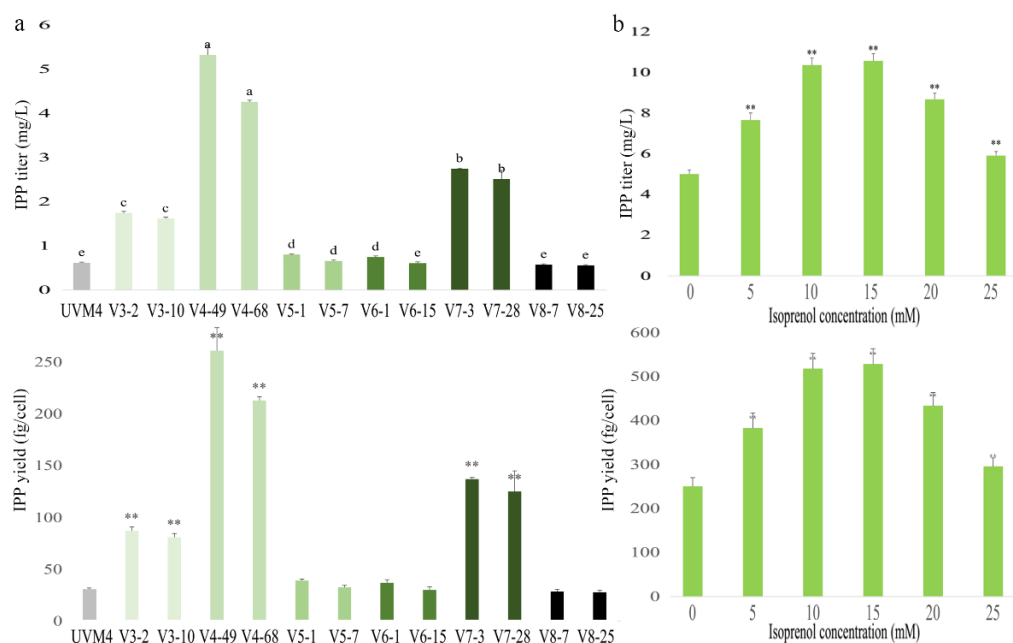 a
IPP titer (mg/L)
6
5
4
3
2
1
0
e
c
c
a
a
d
d
d
e
b
b
e
e
UVM4 V3-2 V3-10 V4-49 V4-68 V5-1 V5-7 V6-1 V6-15 V7-3 V7-28 V8-7 V8-25
b
IPP titer (mg/L)
12
10
8
6
4
2
0
**
**
**
**
**
0 5 10 15 20 25
Isoprenol concentration (mM)
IPP yield (fg/cell)
250
200
150
100
50
0
**
**
**
**
**
**
UVM4 V3-2 V3-10 V4-49 V4-68 V5-1 V5-7 V6-1 V6-15 V7-3 V7-28 V8-7 V8-25
IPP yield (fg/cell)
600
500
400
300
200
100
0
0 5 10 15 20 25
Isoprenol concentration (mM)